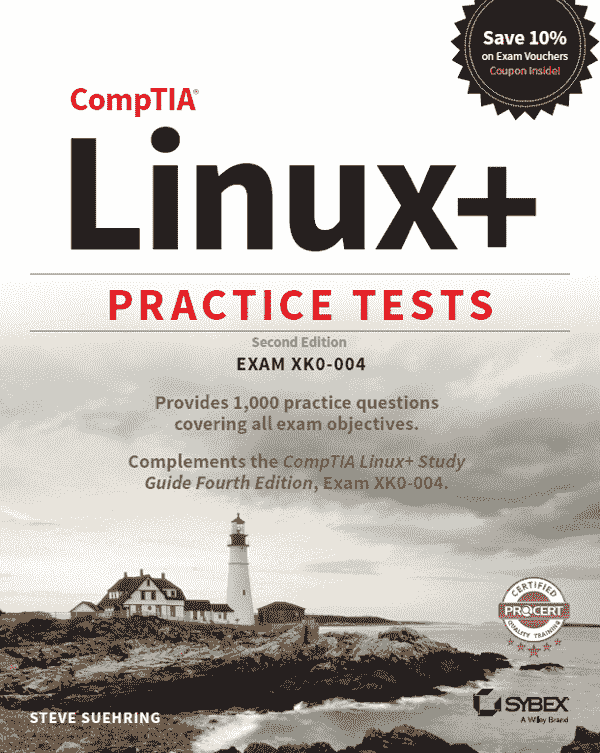 Save 10%
on Exam Vouchers
Coupon Inside!
CompTIA®
Linux+
PRACTICE TESTS
Second Edition
EXAM XK0-004
Provides 1,000 practice questions
covering all exam objectives.
Complements the CompTIA Linux+ Study
Guide Fourth Edition, Exam XK0-004.
CERTIFIED
PROCERT
QUALITY TRAINING
STEVE SUEHRING
SYBEX
A Wiley Brand